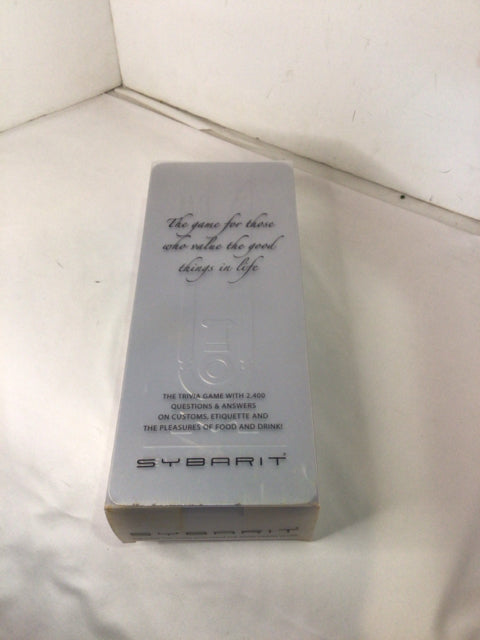 The game for those
who value the good
things in life
THE TRIVIA GAME WITH 2,400
QUESTIONS & ANSWERS
ON CUSTOMS, ETIQUETTE AND
THE PLEASURES OF FOOD AND DRINK!
SYBARIT
SYBARIT